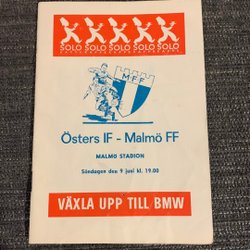 SOLO SOLO SOLO SOLO SOLO
MFF
Östers IF - Malmö FF
MALMÖ STADION
Söndagen den 9 juni kl. 19.00
VÄXLA UPP TILL BMW